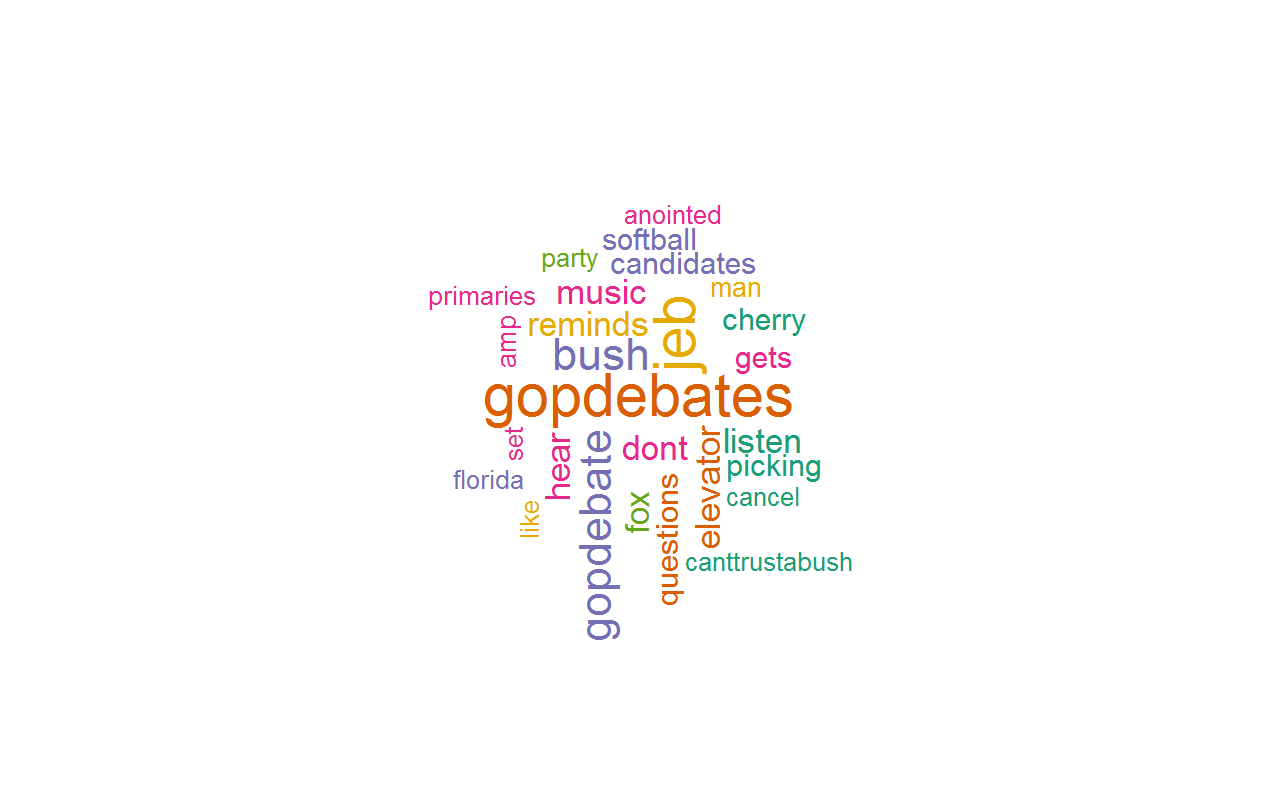 anointed
softball
party
candidates
man
primaries
music
reminds
jeb
cherry
amp
bush
gets
gopdebates
set
hear
gopdebate
dont
elevator
listen
picking
florida
like
fox
questions
cancel
canttrustabush